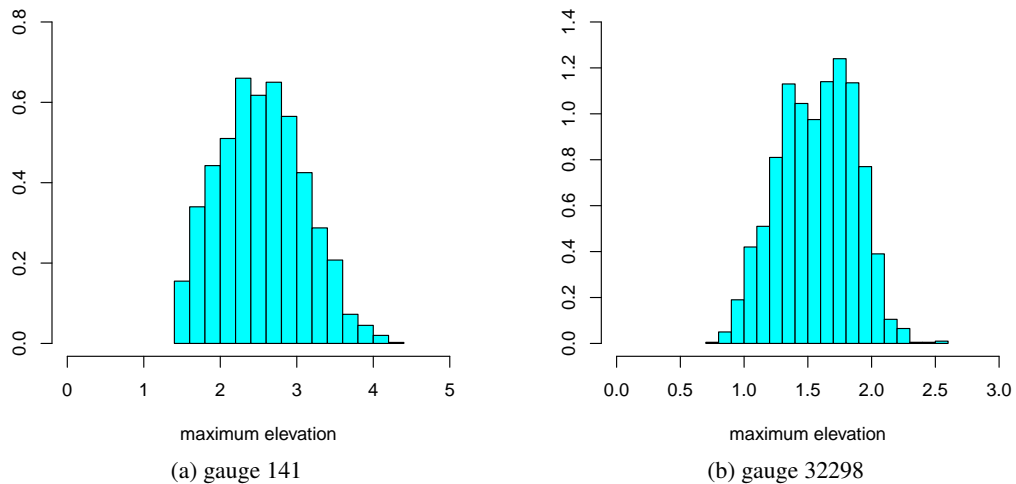 0.0 0.2 0.4 0.6 0.8
0 1 2 3 4 5
maximum elevation
(a) gauge 141
0.0 0.2 0.4 0.6 0.8 1.0 1.2 1.4
0.0 0.5 1.0 1.5 2.0 2.5 3.0
maximum elevation
(b) gauge 32298